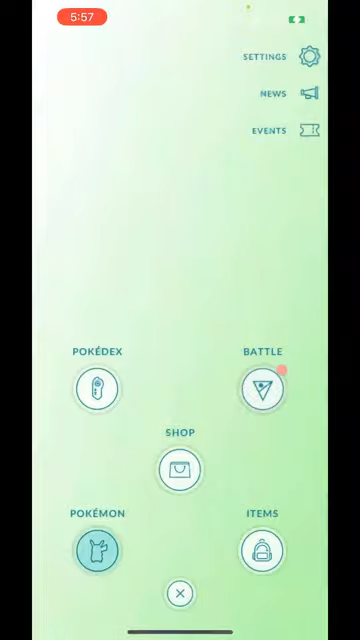 5:57
SETTINGS
NEWS
EVENTS
POKÉDEX
BATTLE
SHOP
POKÉMON
ITEMS